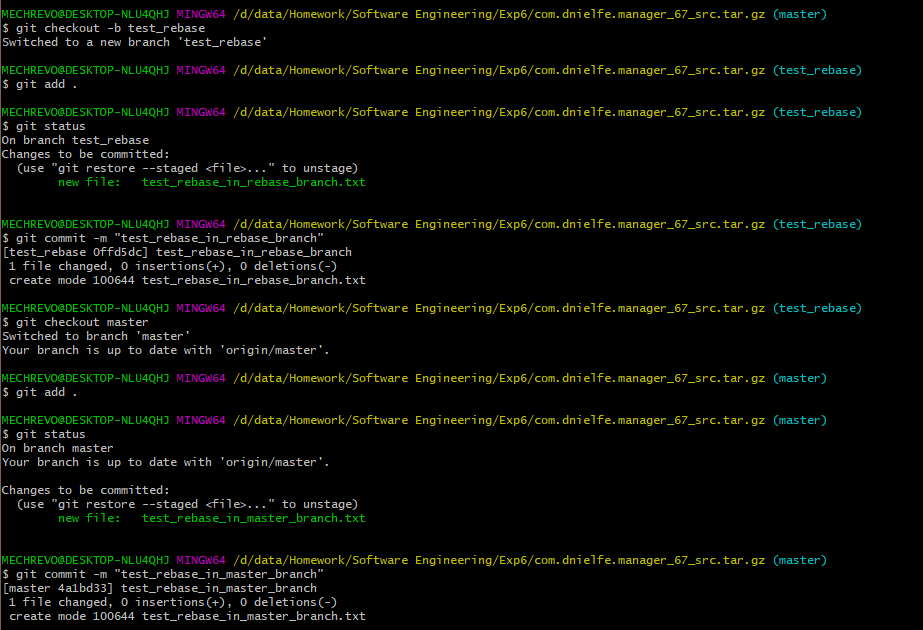 MECHREVO@DESKTOP-NLU4QHJ MINGW64 /d/data/Homework/Software Engineering/Exp6/com.dnielfe.manager_67_src.tar.gz (master)
$ git checkout -b test_rebase
Switched to a new branch 'test_rebase'
MECHREVO@DESKTOP-NLU4QHJ MINGW64 /d/data/Homework/Software Engineering/Exp6/com.dnielfe.manager_67_src.tar.gz (test_rebase)
$ git add .
MECHREVO@DESKTOP-NLU4QHJ MINGW64 /d/data/Homework/Software Engineering/Exp6/com.dnielfe.manager_67_src.tar.gz (test_rebase)
$ git status
On branch test_rebase
Changes to be committed:
  (use "git restore --staged <file>..." to unstage)
        new file:   test_rebase_in_rebase_branch.txt
MECHREVO@DESKTOP-NLU4QHJ MINGW64 /d/data/Homework/Software Engineering/Exp6/com.dnielfe.manager_67_src.tar.gz (test_rebase)
$ git commit -m "test_rebase_in_rebase_branch"
[test_rebase 0ffd5dc] test_rebase_in_rebase_branch
 1 file changed, 0 insertions(+), 0 deletions(-)
 create mode 100644 test_rebase_in_rebase_branch.txt
MECHREVO@DESKTOP-NLU4QHJ MINGW64 /d/data/Homework/Software Engineering/Exp6/com.dnielfe.manager_67_src.tar.gz (test_rebase)
$ git checkout master
Switched to branch 'master'
Your branch is up to date with 'origin/master'.
MECHREVO@DESKTOP-NLU4QHJ MINGW64 /d/data/Homework/Software Engineering/Exp6/com.dnielfe.manager_67_src.tar.gz (master)
$ git add .
MECHREVO@DESKTOP-NLU4QHJ MINGW64 /d/data/Homework/Software Engineering/Exp6/com.dnielfe.manager_67_src.tar.gz (master)
$ git status
On branch master
Your branch is up to date with 'origin/master'.
Changes to be committed:
  (use "git restore --staged <file>..." to unstage)
        new file:   test_rebase_in_master_branch.txt
MECHREVO@DESKTOP-NLU4QHJ MINGW64 /d/data/Homework/Software Engineering/Exp6/com.dnielfe.manager_67_src.tar.gz (master)
$ git commit -m "test_rebase_in_master_branch"
[master 4a1bd33] test_rebase_in_master_branch
 1 file changed, 0 insertions(+), 0 deletions(-)
 create mode 100644 test_rebase_in_master_branch.txt